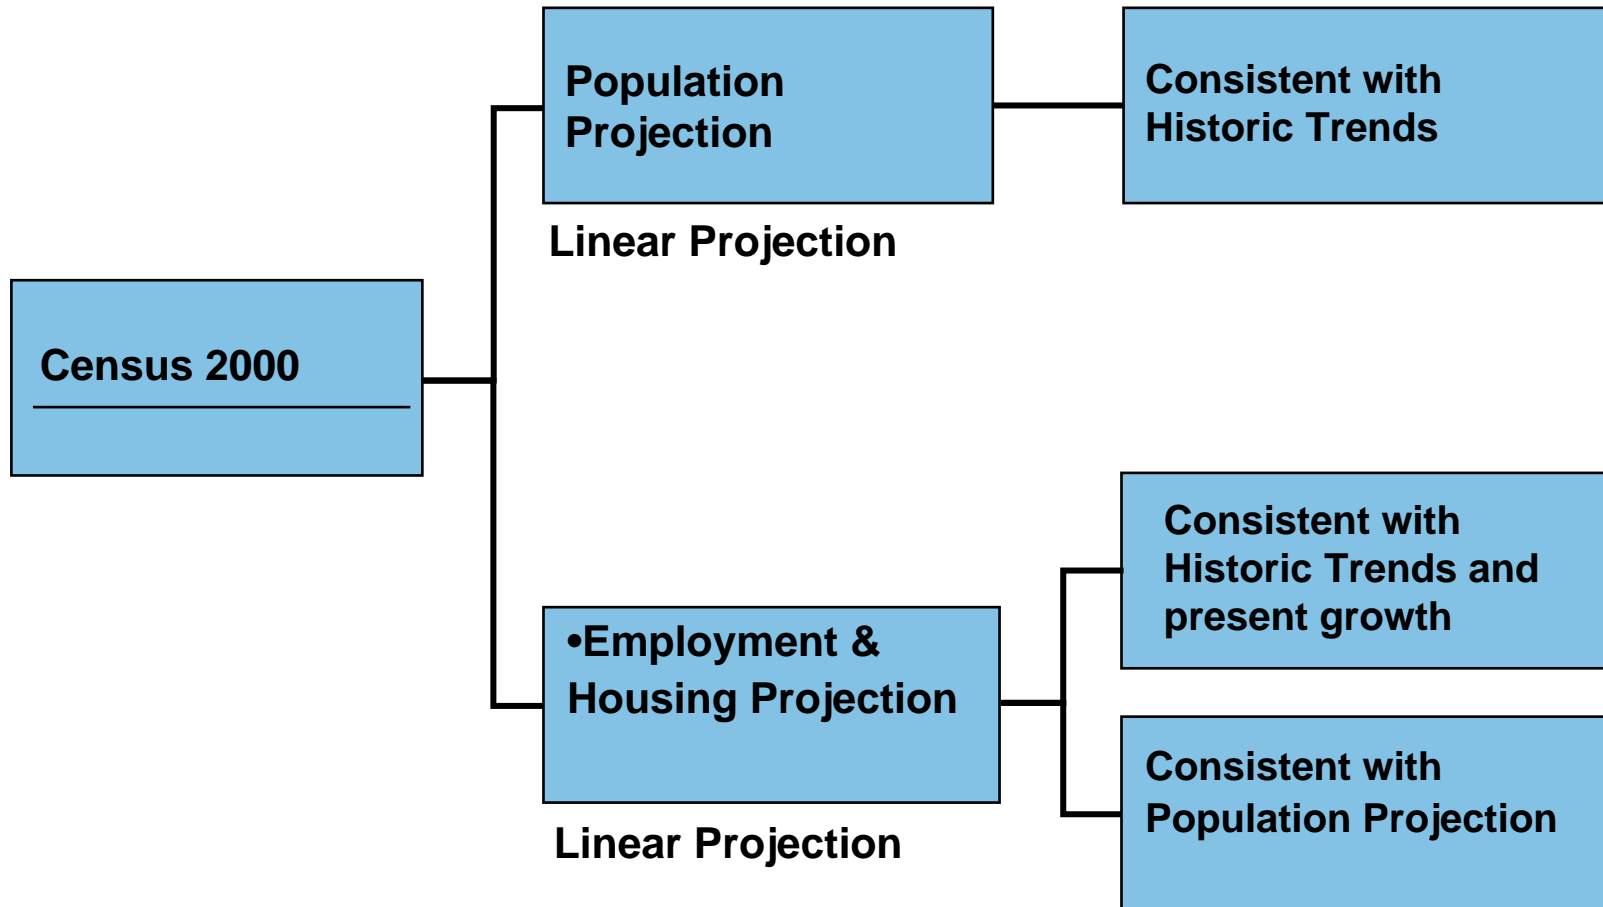 Population
Projection
Linear Projection
Consistent with
Historic Trends
Census 2000
•Employment &
Housing Projection
Linear Projection
Consistent with
Historic Trends and
present growth
Consistent with
Population Projection